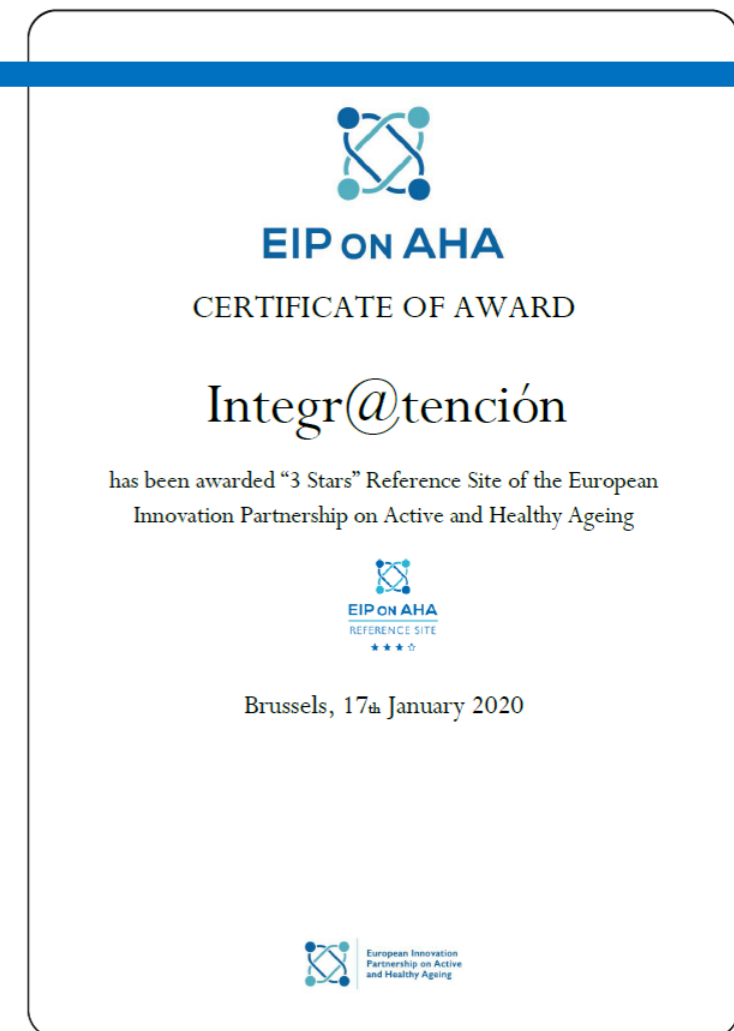 EIP ON AHA
CERTIFICATE OF AWARD
Integr@tención
has been awarded “3 Stars” Reference Site of the European
Innovation Partnership on Active and Healthy Ageing
EIP ON AHA
REFERENCE SITE
Brussels, 17th January 2020
European Innovation
Partnership on Active
and Healthy Ageing